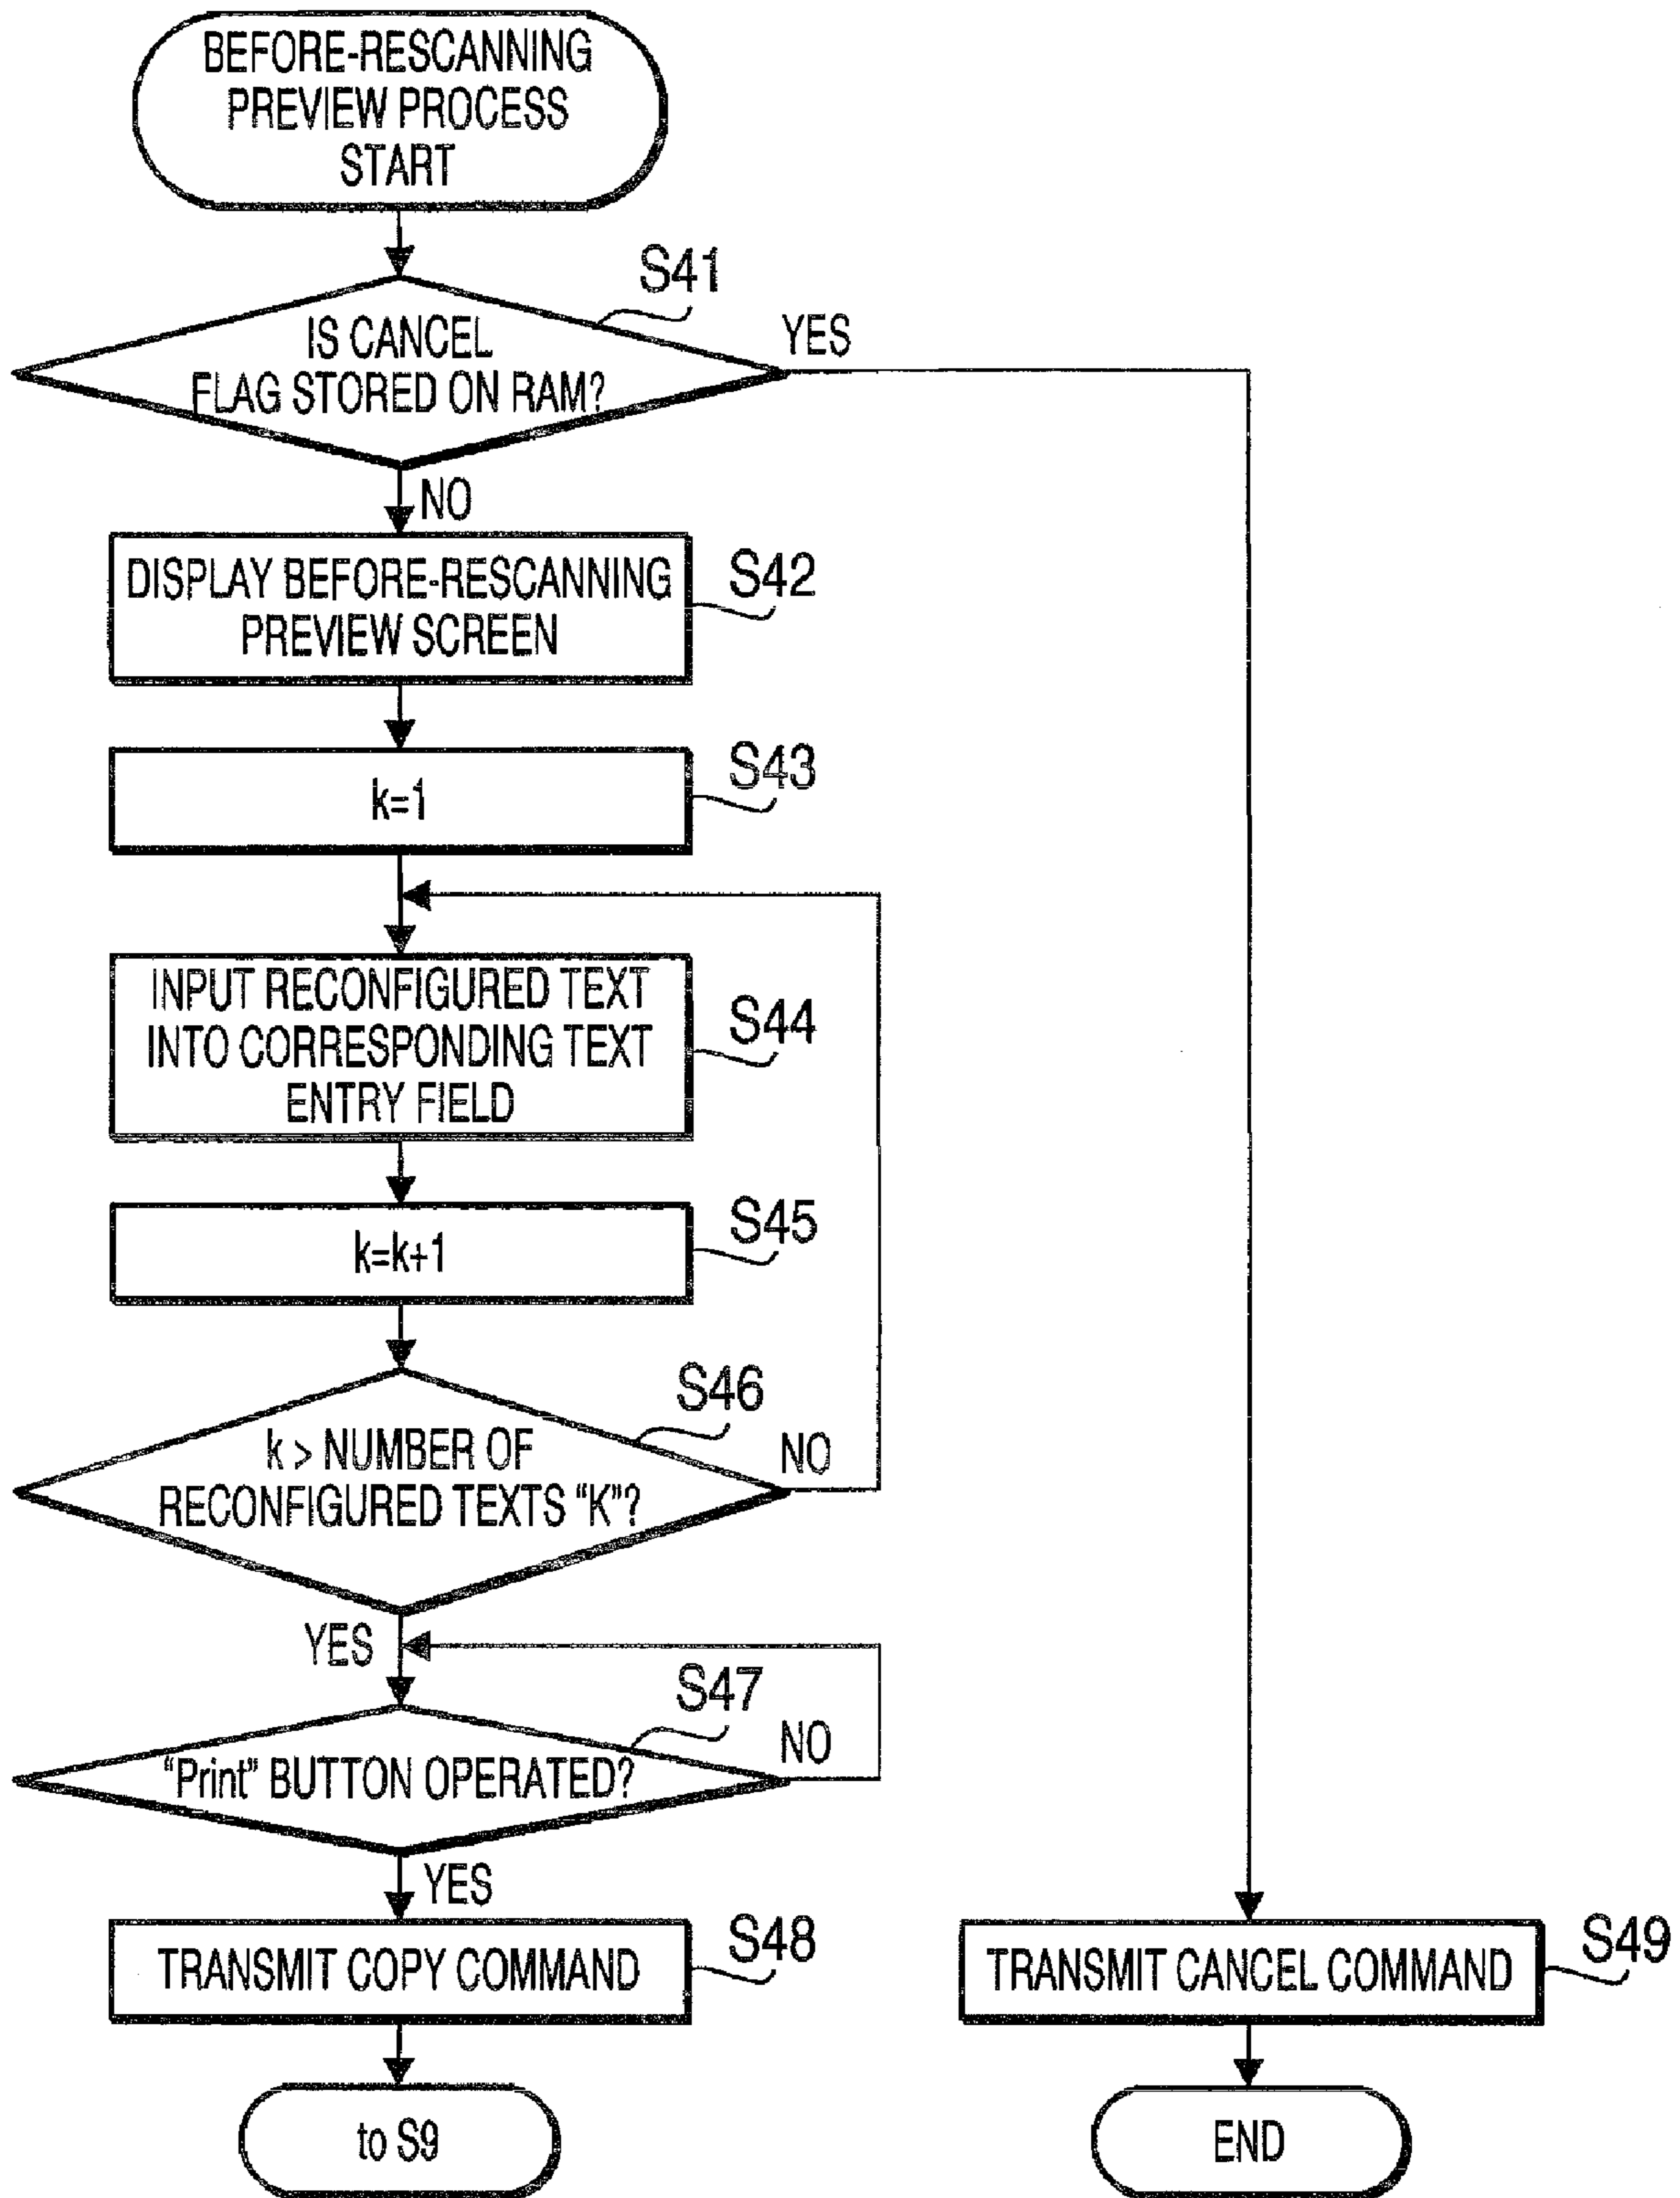 BEFORE-RESCANNING
PREVIEW PROCESS
START
S41
IS CANCEL
FLAG STORED ON RAM?
YES
NO
DISPLAY BEFORE-RESCANNING
PREVIEW SCREEN
S42
k=1
S43
INPUT RECONFIGURED TEXT
INTO CORRESPONDING TEXT
ENTRY FIELD
S44
k=k+1
S45
S46
k > NUMBER OF
RECONFIGURED TEXTS “K”?
NO
YES
S47
“Print” BUTTON OPERATED?
NO
YES
TRANSMIT COPY COMMAND
S48
TRANSMIT CANCEL COMMAND
S49
to S9
END